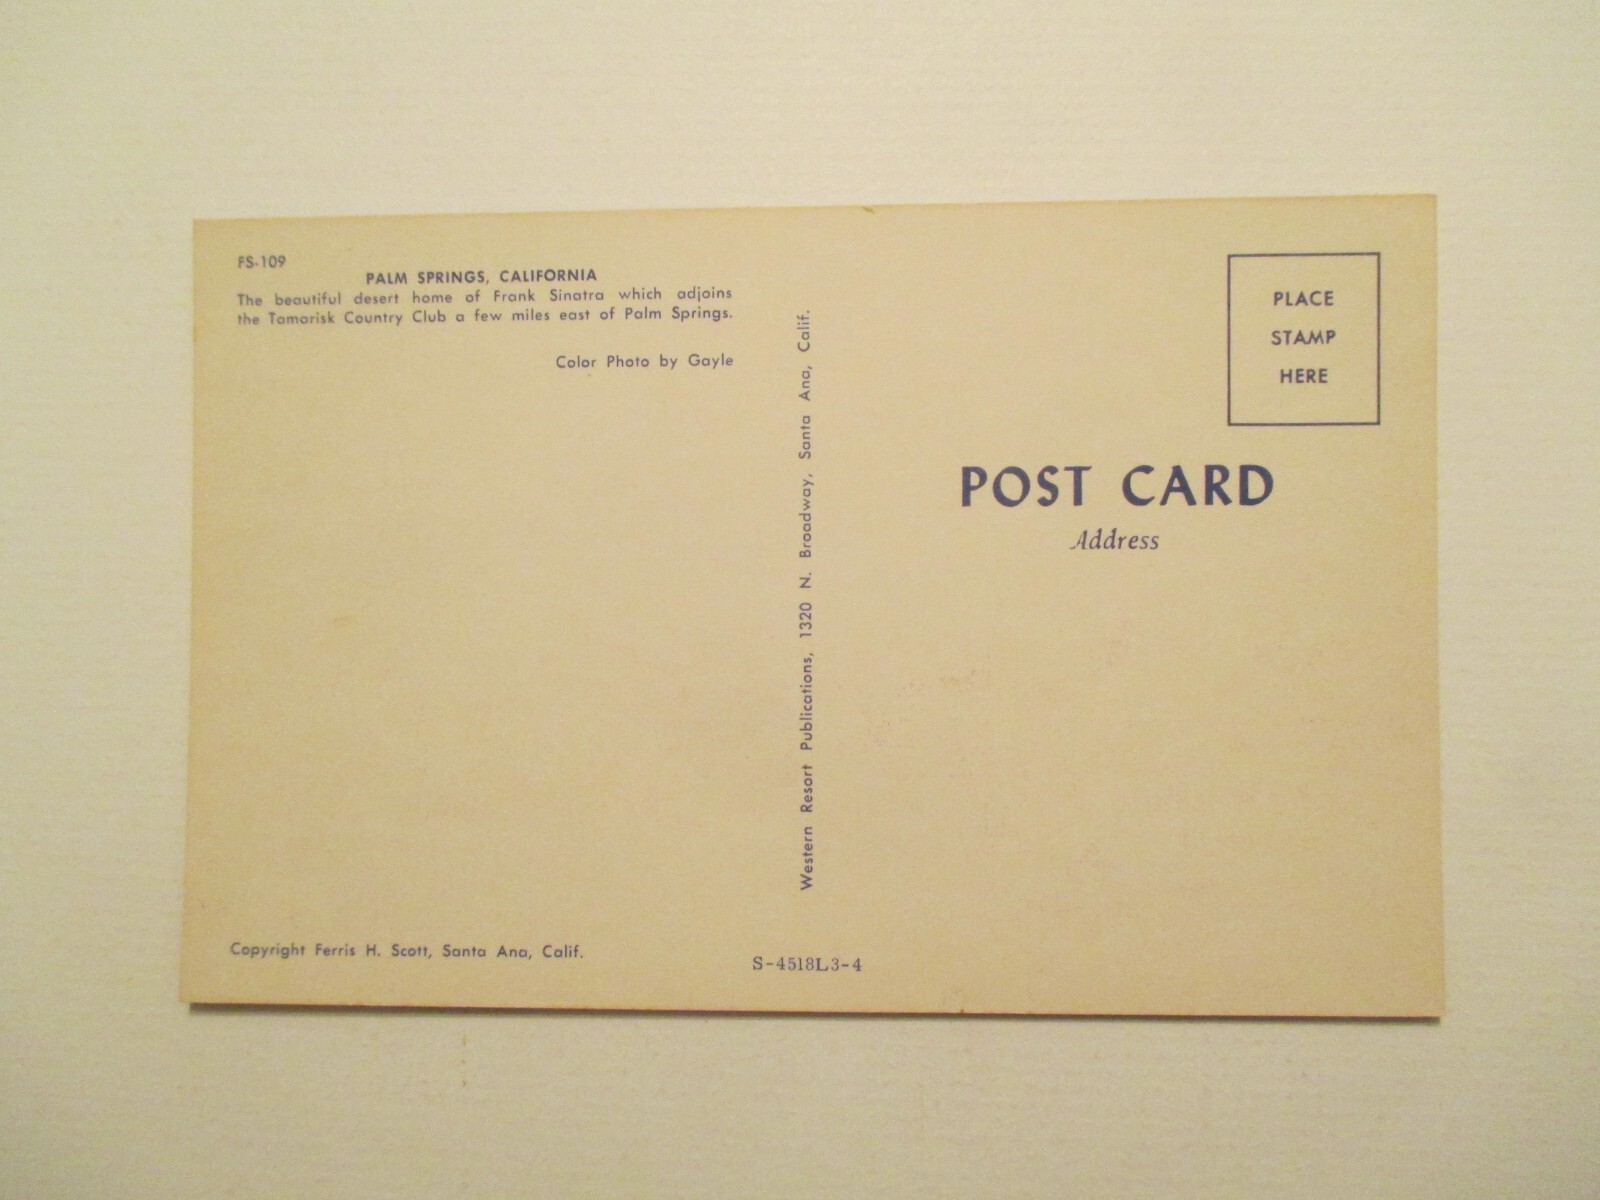 FS-109
PALM SPRINGS, CALIFORNIA
The beautiful desert home of Frank Sinatra which adjoins
the Tamarisk Country Club a few miles east of Palm Springs.
Color Photo by Gayle
Copyright Ferris H. Scott, Santa Ana, Calif.
Western Resort Publications, 1320 N. Broadway, Santa Ana, Calif.
S-4518L3-4
PLACE
STAMP
HERE
POST CARD
Address